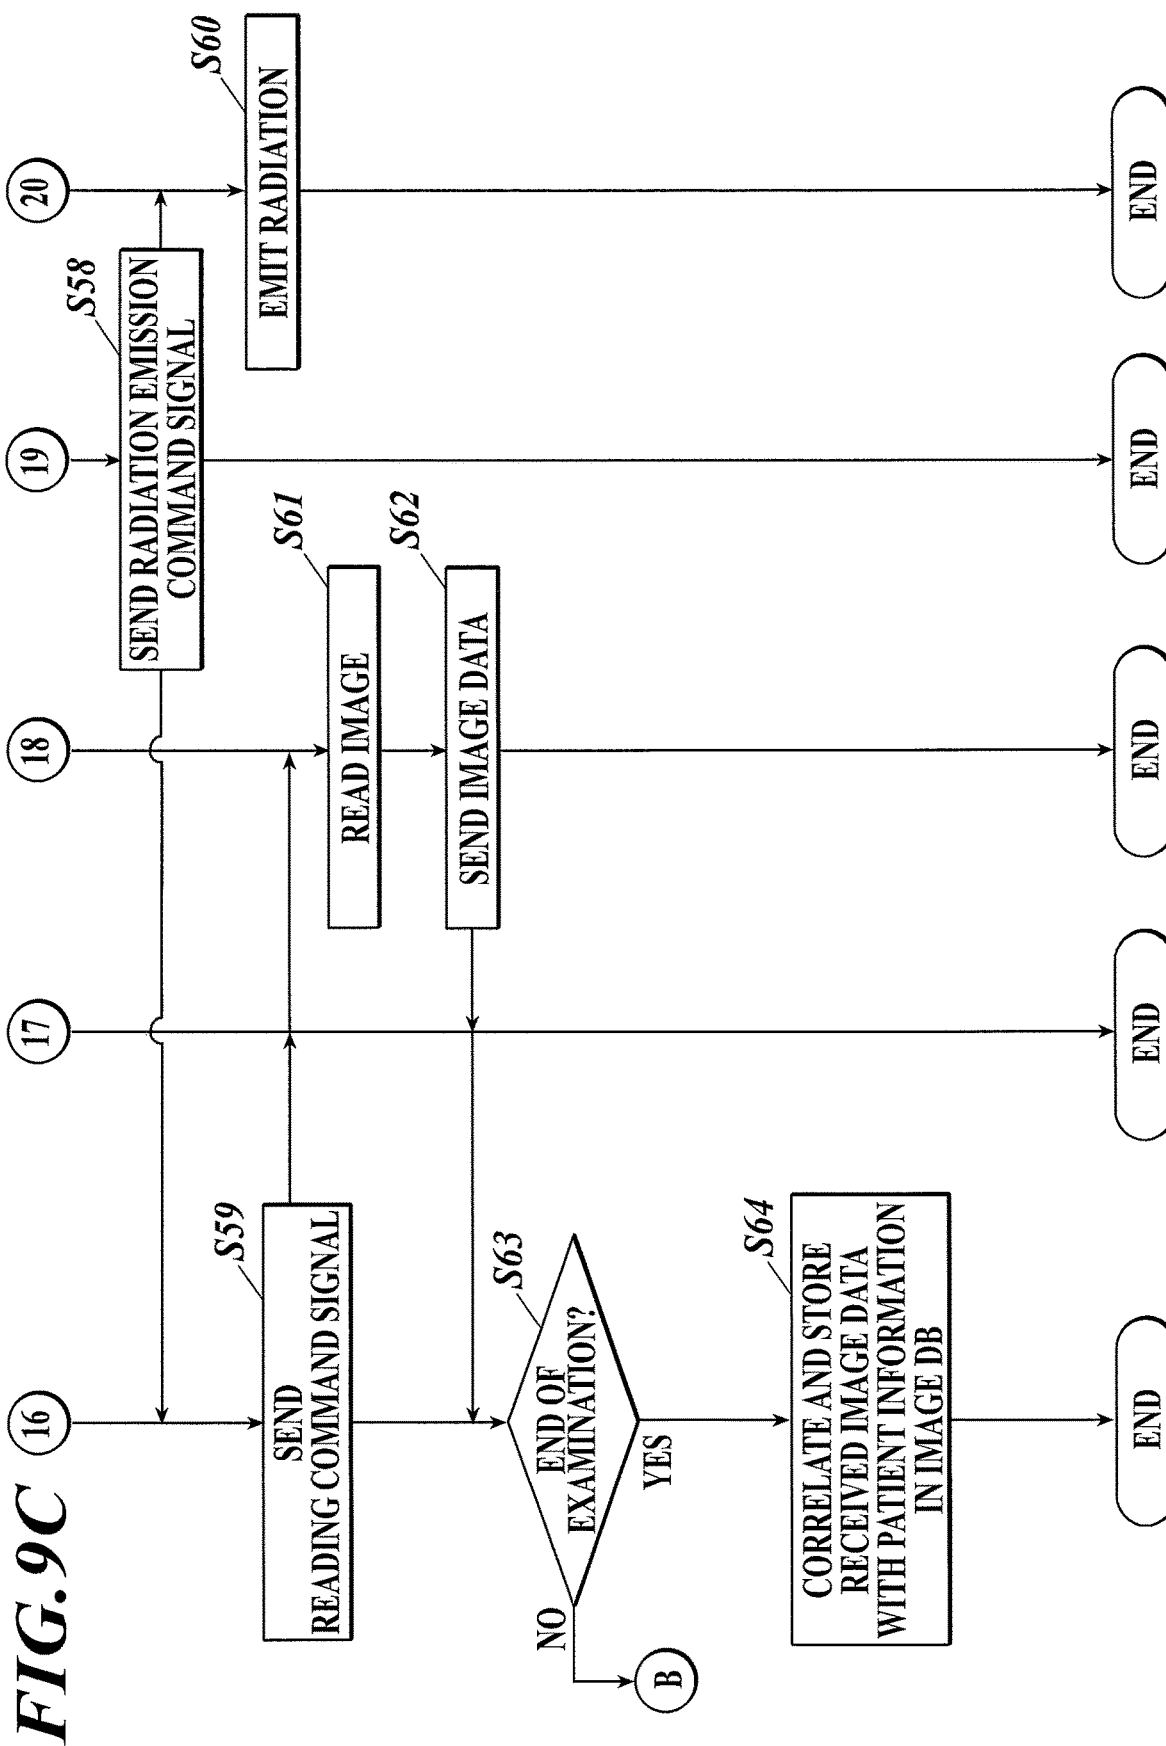 FIG.9C
16
17
18
19
20
S58
SEND RADIATION EMISSION
COMMAND SIGNAL
S59
SEND
READING COMMAND SIGNAL
S60
EMIT RADIATION
S61
READ IMAGE
S62
SEND IMAGE DATA
S63
END OF
EXAMINATION?
NO
YES
B
S64
CORRELATE AND STORE
RECEIVED IMAGE DATA
WITH PATIENT INFORMATION
IN IMAGE DB
END
END
END
END
END